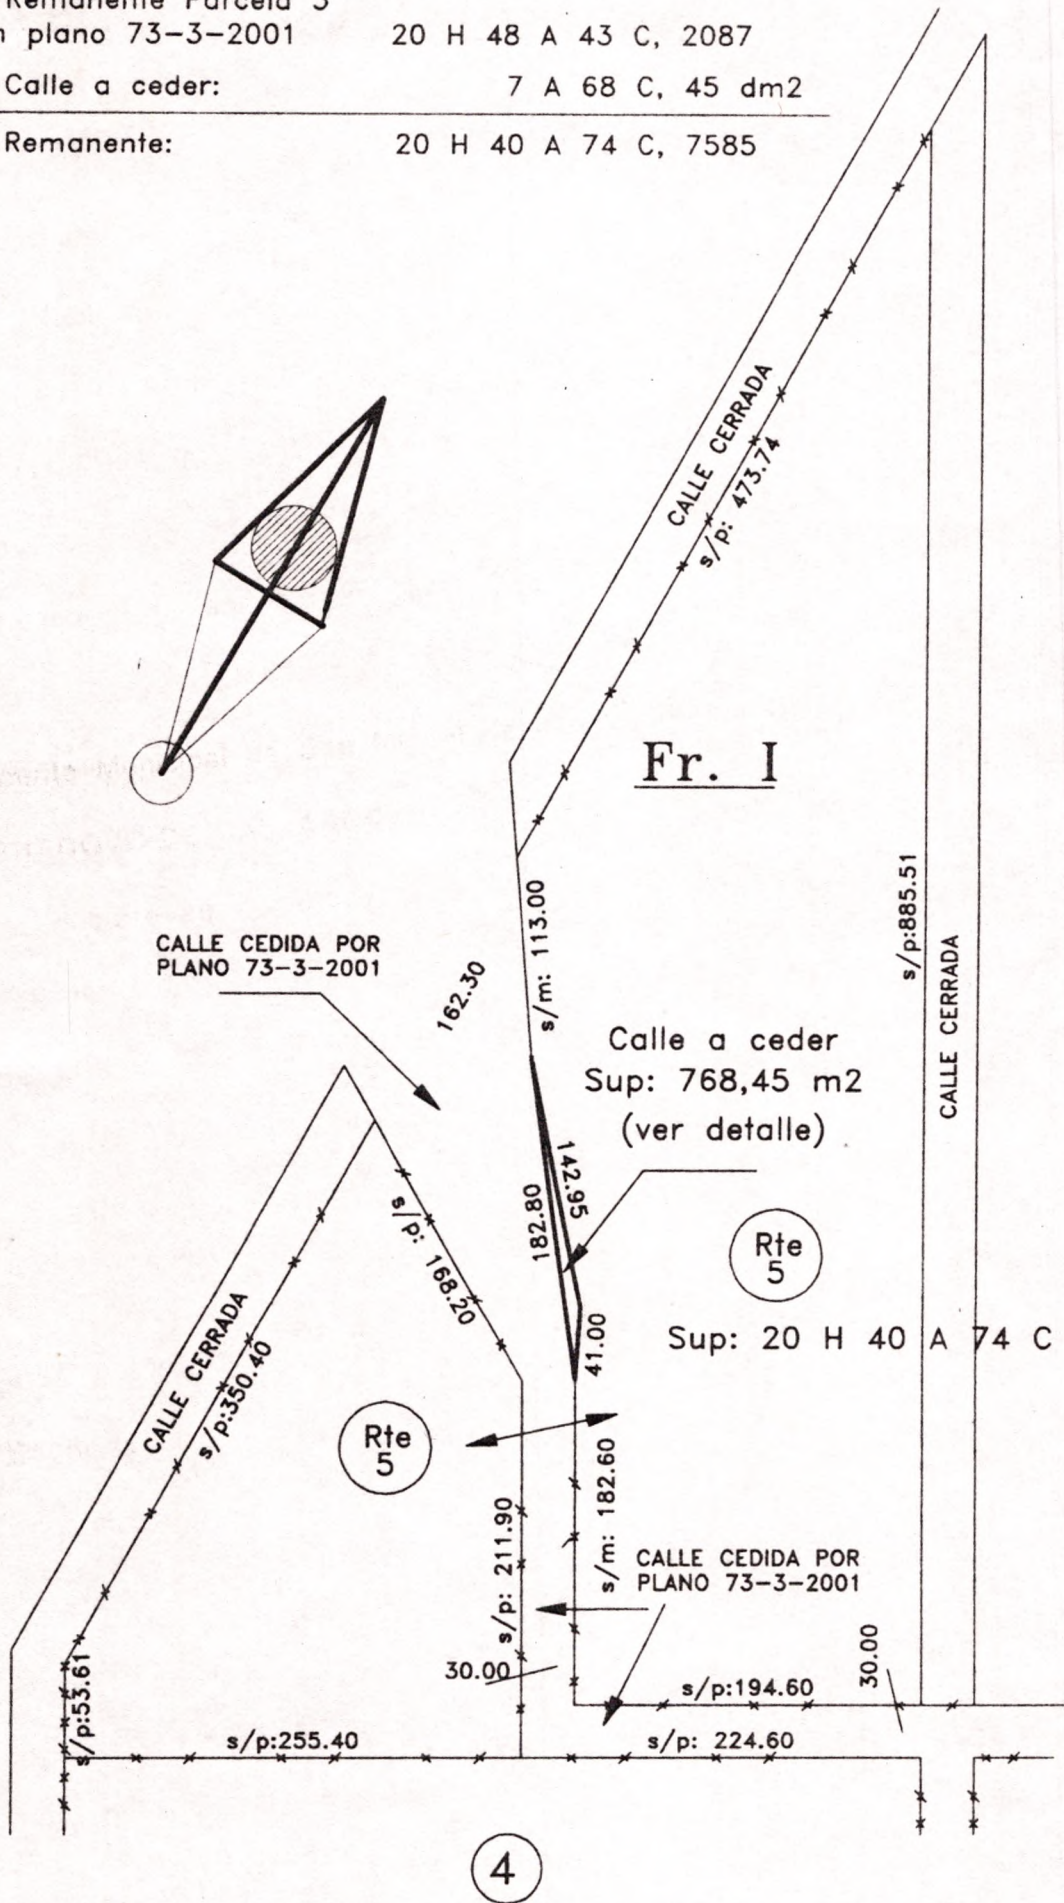 Remanente Parcela 5
plano 73-3-2001 20 H 48 A 43 C, 2087
Calle a ceder: 7 A 68 C, 45 dm2
Remanente: 20 H 40 A 74 C, 7585
CALLE CERRADA
s/p: 473.74
Fr. I
s/m: 113.00
s/p:885.51
CALLE CERRADA
CALLE CEDIDA POR
PLANO 73-3-2001
162.30
Calle a ceder
Sup: 768,45 m2
(ver detalle)
142.95
182.80
41.00
Rte
5
Sup: 20 H 40 A 74 C
s/p: 168.20
CALLE CERRADA
s/p:350.40
Rte
5
s/p: 211.90
s/m: 182.60
CALLE CEDIDA POR
PLANO 73-3-2001
30.00
30.00
s/p:53.61
s/p:194.60
s/p:255.40
s/p: 224.60
4